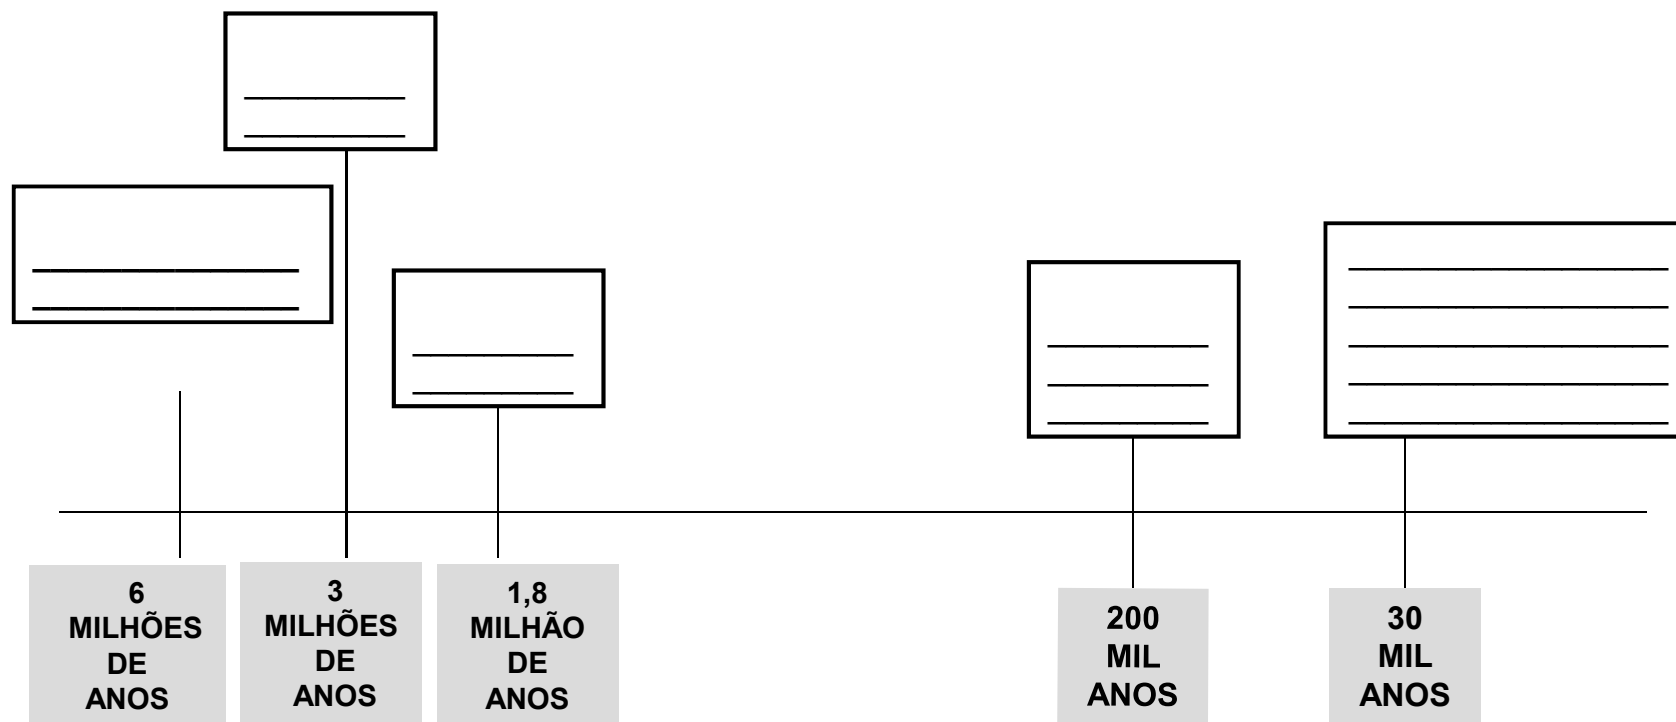 6
MILHÕES
DE
ANOS
3
MILHÕES
DE
ANOS
1,8
MILHÃO
DE
ANOS
200
MIL
ANOS
30
MIL
ANOS